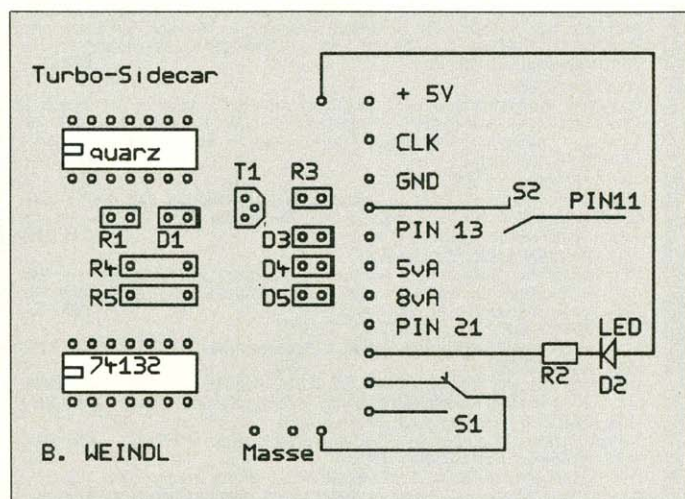 Turbo-Sidecar
+ 5V
quarz
CLK
T1
R3
GND
S2
PIN11
R1
D1
D3
PIN 13
R4
D4
5vA
R5
D5
8vA
PIN 21
LED
74132
R2
D2
S1
B. WEINDL
Masse